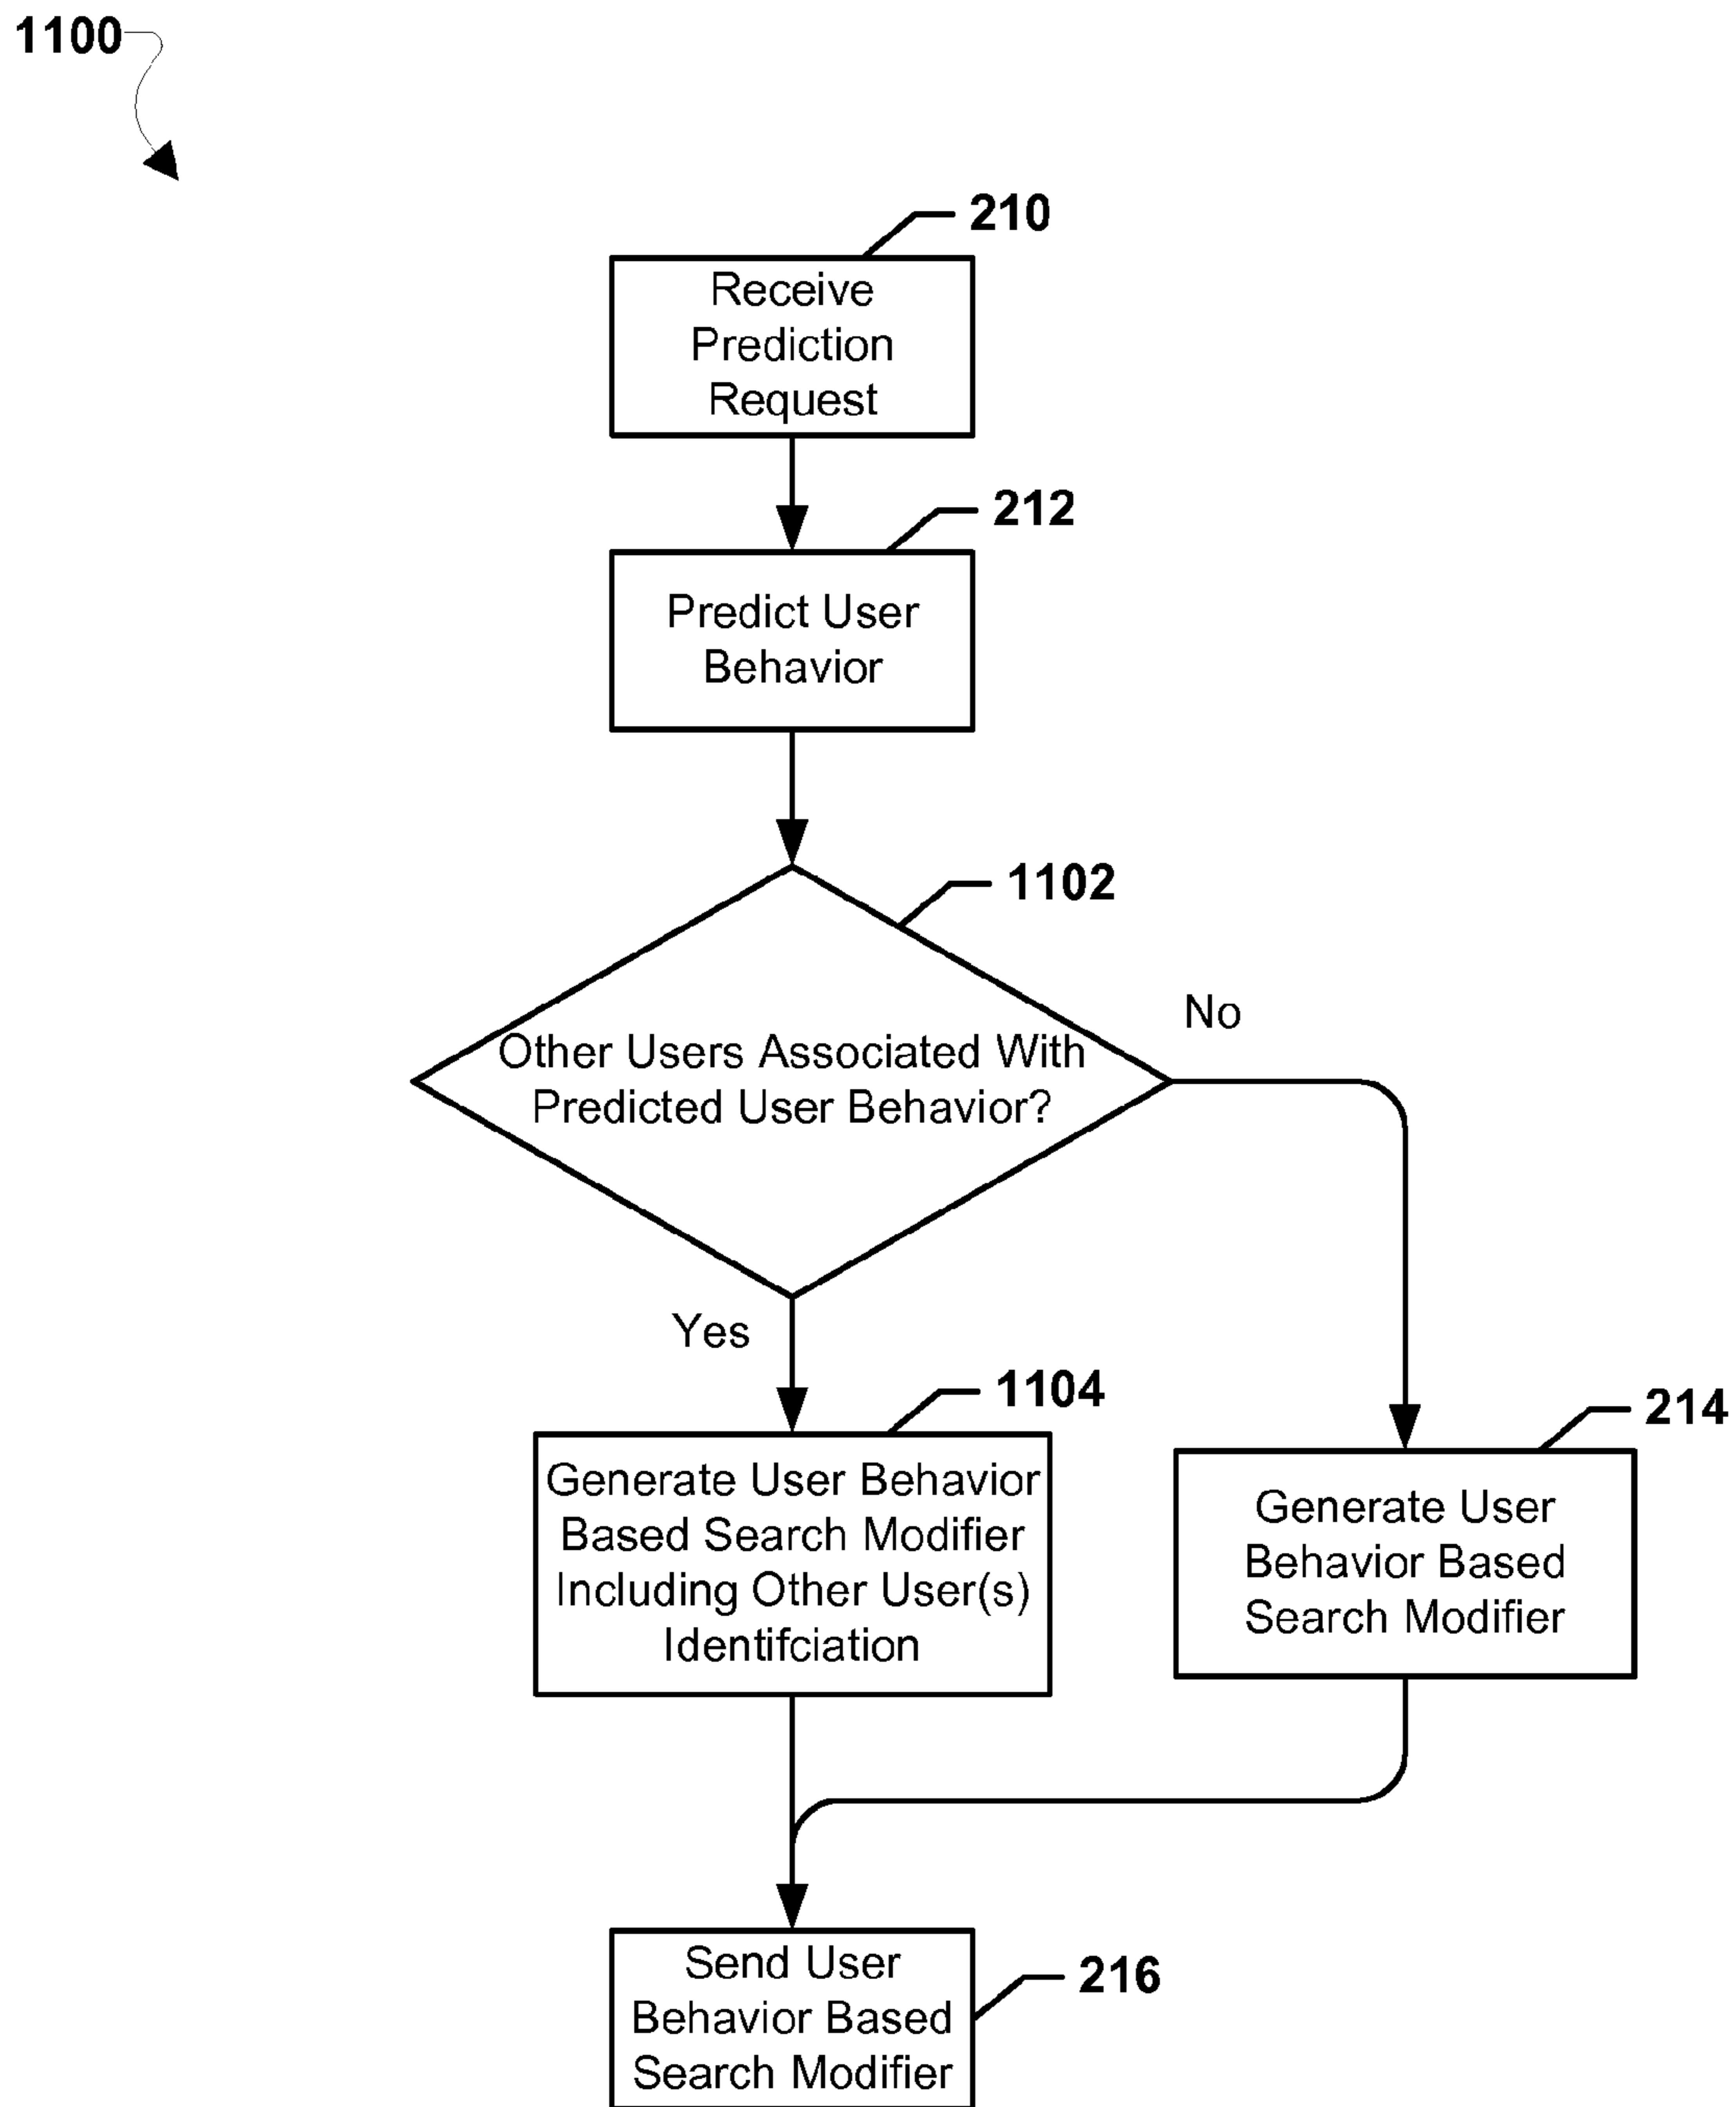 1100
210
Receive
Prediction
Request
212
Predict User
Behavior
1102
Other Users Associated With
Predicted User Behavior?
No
Yes
1104
Generate User Behavior
Based Search Modifier
Including Other User(s)
Identifciation
214
Generate User
Behavior Based
Search Modifier
Send User
Behavior Based
Search Modifier
216